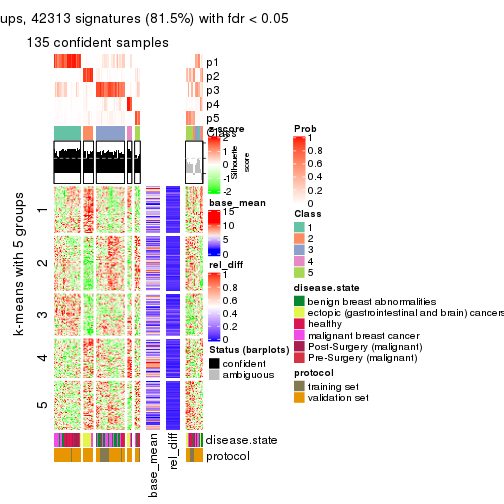 ups, 42313 signatures (81.5%) with fdr < 0.05
135 confident samples
p1
p2
p3
p4
p5
Class
Silhouette
score
k-means with 5 groups
1
2
3
4
5
disease.state
protocol
base_mean
rel_diff
z-score
2
1
0
-1
-2
base_mean
15
10
5
0
rel_diff
1
0.8
0.6
0.4
0.2
0
Status (barplots)
confident
ambiguous
Prob
1
0.8
0.6
0.4
0.2
0
Class
1
2
3
4
5
disease.state
benign breast abnormalities
ectopic (gastrointestinal and brain) cancers
healthy
malignant breast cancer
Post-Surgery (malignant)
Pre-Surgery (malignant)
protocol
training set
validation set